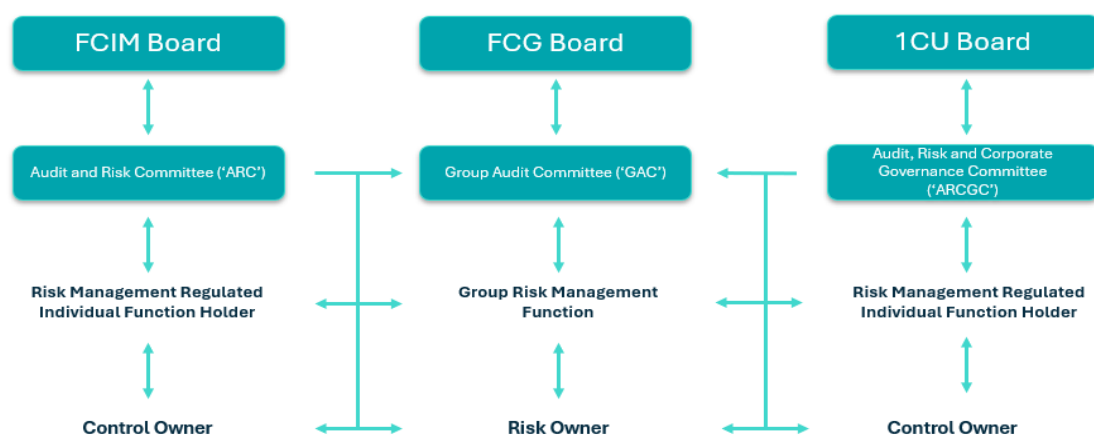 FCIM Board
FCG Board
1CU Board
Audit and Risk Committee (‘ARC’)
Group Audit Committee (‘GAC’)
Audit, Risk and Corporate
Governance Committee
(‘ARCGC’)
Risk Management Regulated
Individual Function Holder
Group Risk Management
Function
Risk Management Regulated
Individual Function Holder
Control Owner
Risk Owner
Control Owner